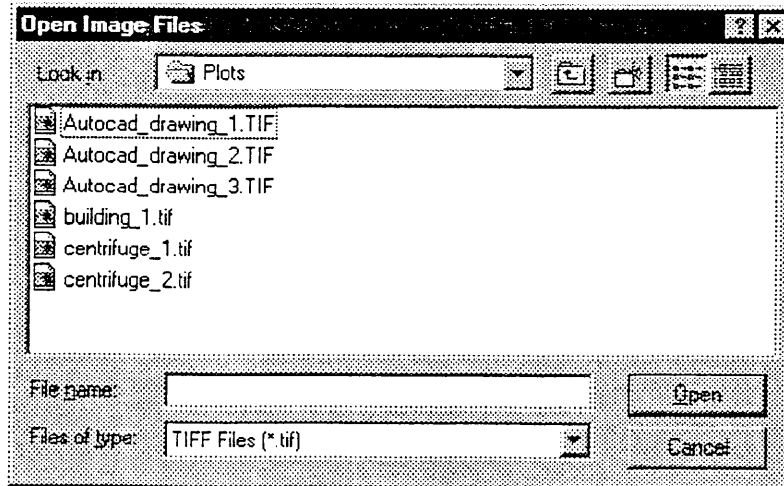 Open Image Files
Look in: Plots
Autocad_drawing_1.TIF
Autocad_drawing_2.TIF
Autocad_drawing_3.TIF
building_1.tif
centrifuge_1.tif
centrifuge_2.tif
File name: Open
Files of type: TIFF Files (*.tif) Cancel